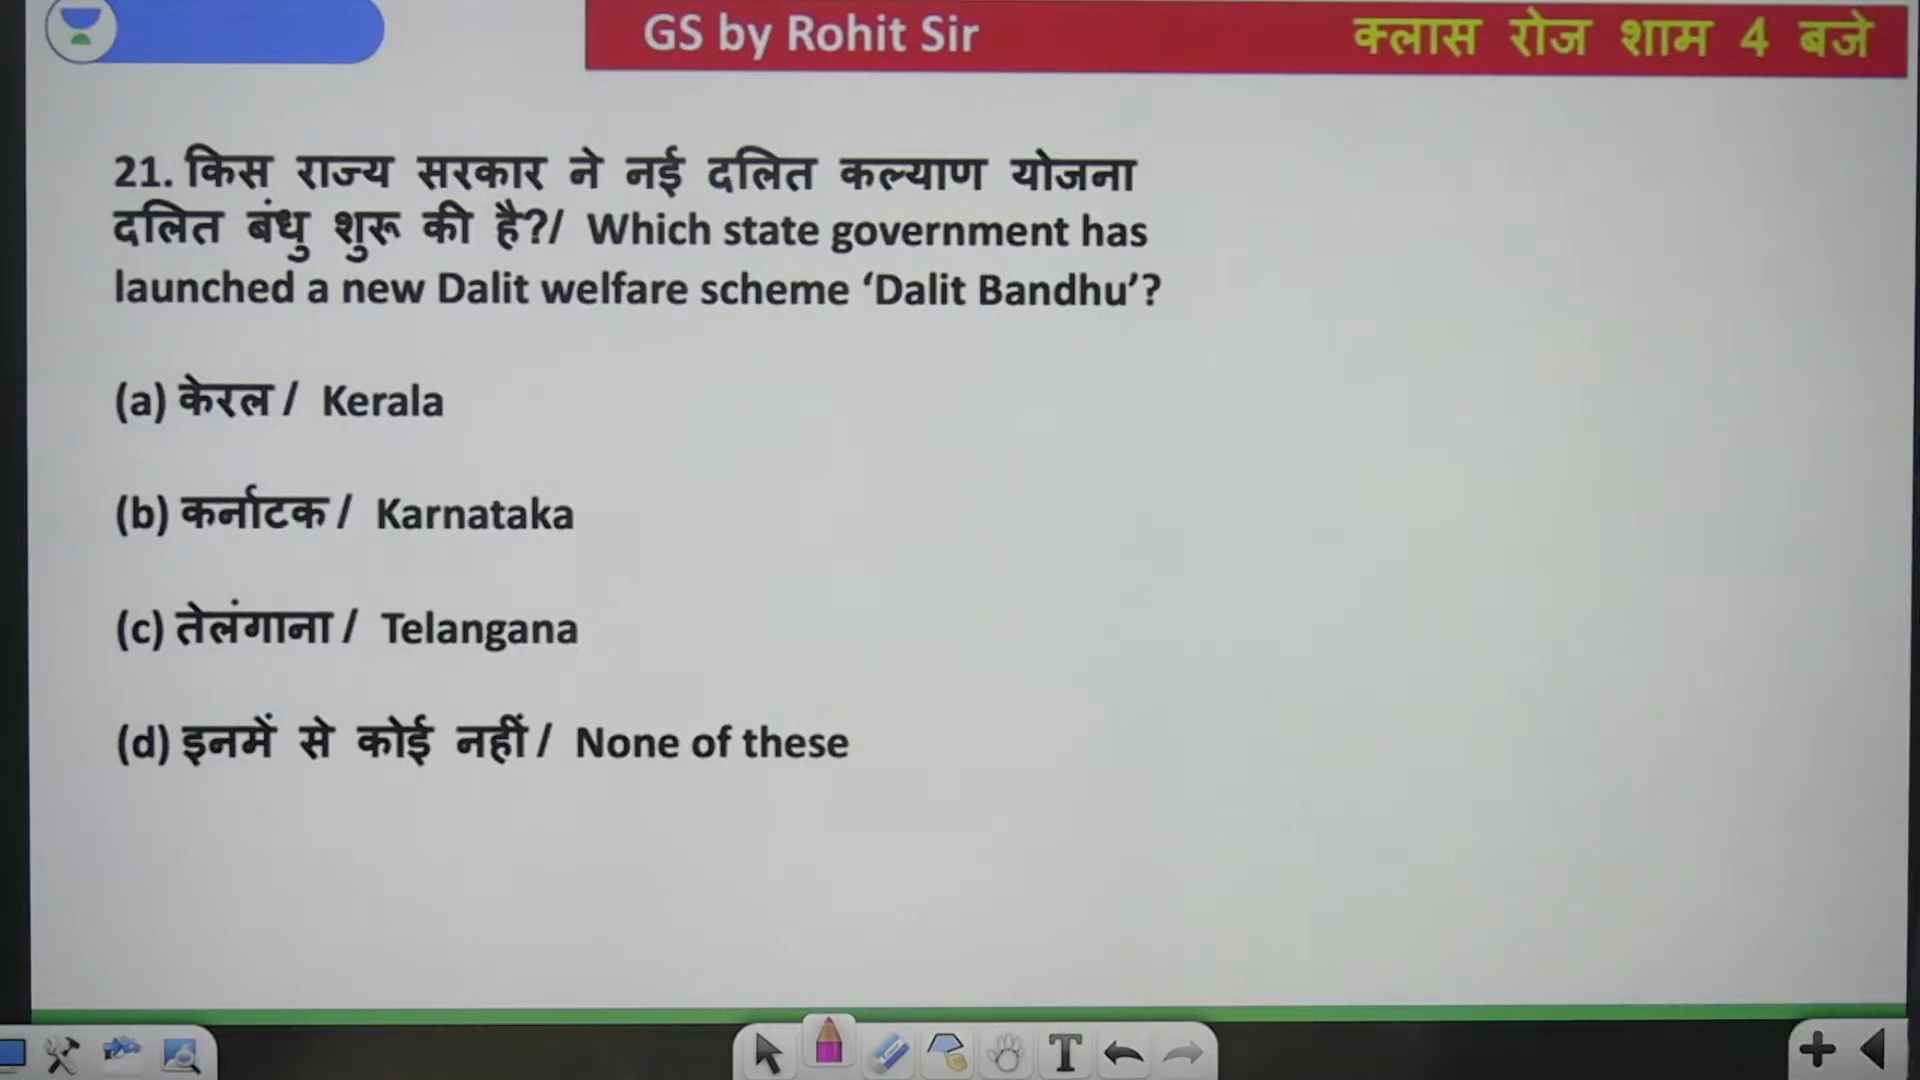 GS by Rohit Sir
क्लास रोज शाम 4 बजे
21. किस राज्य सरकार ने नई दलित कल्याण योजना
दलित बंधु शुरू की है?/ Which state government has
launched a new Dalit welfare scheme ‘Dalit Bandhu’?
(a) केरल / Kerala
(b) कर्नाटक / Karnataka
(c) तेलंगाना / Telangana
(d) इनमें से कोई नहीं / None of these
T